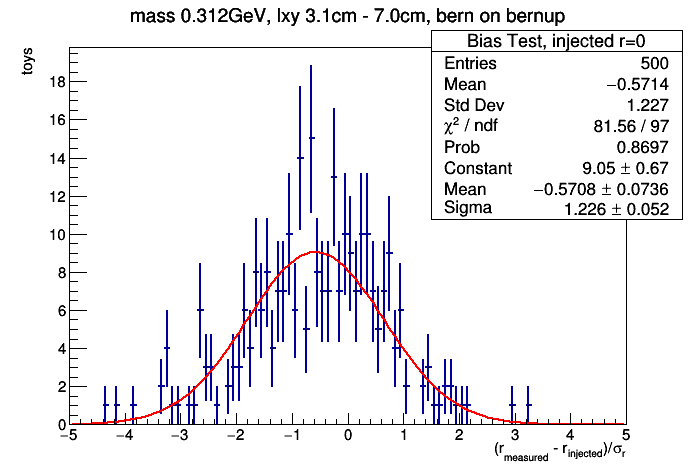 mass 0.312GeV, lxy 3.1cm - 7.0cm, bern on bernup
Bias Test, injected r=0
Entries 500
Mean −0.5714
Std Dev 1.227
χ² / ndf 81.56 / 97
Prob 0.8697
Constant 9.05 ± 0.67
Mean −0.5708 ± 0.0736
Sigma 1.226 ± 0.052
toys
18
16
14
12
10
8
6
4
2
0
−5 −4 −3 −2 −1 0 1 2 3 4 5
(r_measured - r_injected)/σ_r